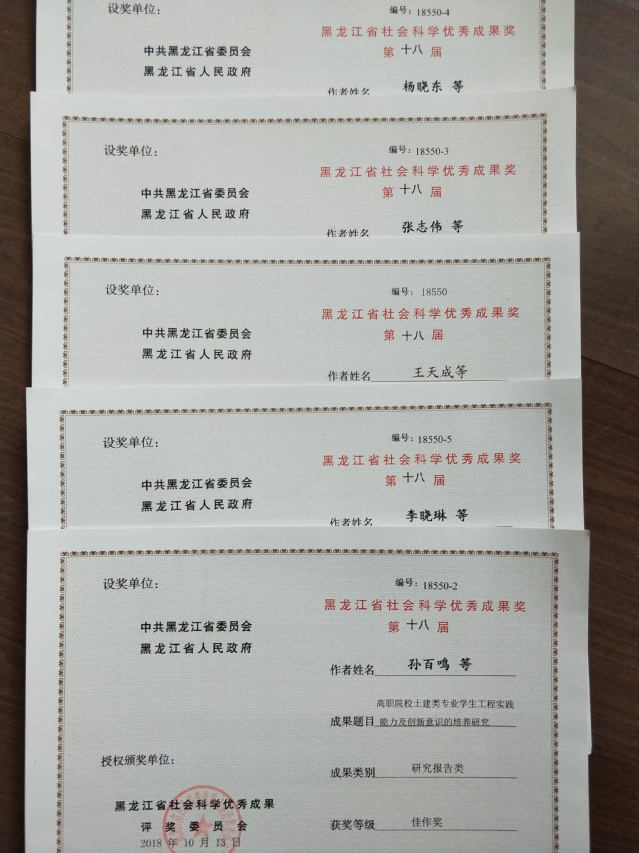 设奖单位:
编号: 18550-4
黑龙江省社会科学优秀成果奖
中共黑龙江省委员会
第 十八 届
黑龙江省人民政府
作者姓名 杨晓东 等
设奖单位:
编号: 18550-3
黑龙江省社会科学优秀成果奖
中共黑龙江省委员会
第 十八 届
黑龙江省人民政府
作者姓名 张志伟 等
设奖单位:
编号: 18550
黑龙江省社会科学优秀成果奖
中共黑龙江省委员会
第 十八 届
黑龙江省人民政府
作者姓名 王天成等
设奖单位:
编号: 18550-5
黑龙江省社会科学优秀成果奖
中共黑龙江省委员会
第 十八 届
黑龙江省人民政府
作者姓名 李晓琳 等
设奖单位:
编号: 18550-2
黑龙江省社会科学优秀成果奖
中共黑龙江省委员会
第 十八 届
黑龙江省人民政府
作者姓名 孙百鸣 等
高职院校土建类专业学生工程实践
成果题目 能力及创新意识的培养研究
授权颁奖单位:
成果类别 研究报告类
黑龙江省社会科学优秀成果
评奖委员会
获奖等级 佳作奖
2018 年 10 月 13 日